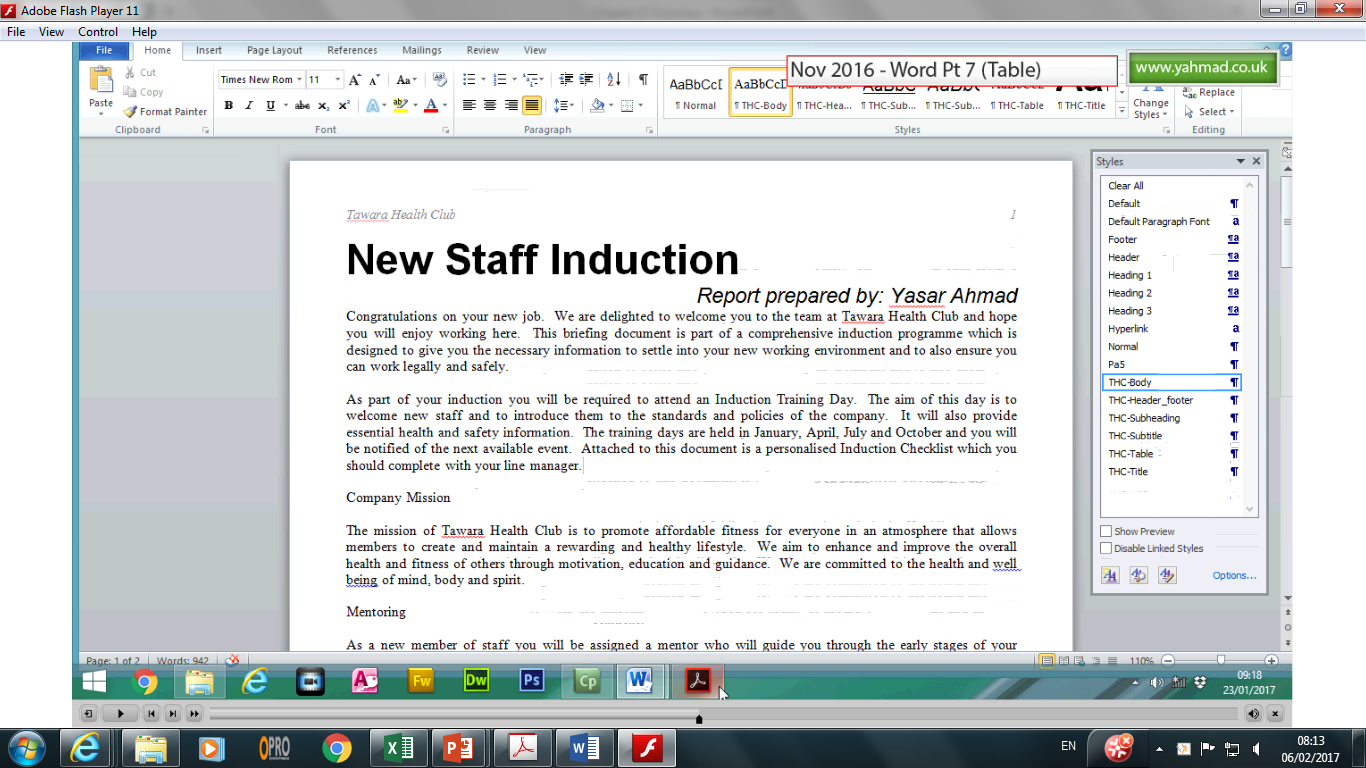 Adobe Flash Player 11
File View Control Help
File Home Insert Page Layout References Mailings Review View
Nov 2016 - Word Pt 7 (Table)
www.yahmad.co.uk
Paste
Cut
Copy
Format Painter
Times New Rom 11
AaBbCcI AaBbCcD
¶ Normal ¶ THC-Body ¶ THC-Hea... ¶ THC-Sub... ¶ THC-Sub... ¶ THC-Table ¶ THC-Title
Change Styles
Replace
Select
Clipboard Font Paragraph Styles Editing
Tawara Health Club 1
New Staff Induction
Report prepared by: Yasar Ahmad
Congratulations on your new job. We are delighted to welcome you to the team at Tawara Health Club and hope
you will enjoy working here. This briefing document is part of a comprehensive induction programme which is
designed to give you the necessary information to settle into your new working environment and to also ensure you
can work legally and safely.
As part of your induction you will be required to attend an Induction Training Day. The aim of this day is to
welcome new staff and to introduce them to the standards and policies of the company. It will also provide
essential health and safety information. The training days are held in January, April, July and October and you will
be notified of the next available event. Attached to this document is a personalised Induction Checklist which you
should complete with your line manager.
Company Mission
The mission of Tawara Health Club is to promote affordable fitness for everyone in an atmosphere that allows
members to create and maintain a rewarding and healthy lifestyle. We aim to enhance and improve the overall
health and fitness of others through motivation, education and guidance. We are committed to the health and well
being of mind, body and spirit.
Mentoring
As a new member of staff you will be assigned a mentor who will guide you through the early stages of your
Styles
Clear All
Default
Default Paragraph Font
Footer
Header
Heading 1
Heading 2
Heading 3
Hyperlink
Normal
Pa5
THC-Body
THC-Header_footer
THC-Subheading
THC-Subtitle
THC-Table
THC-Title
Show Preview
Disable Linked Styles
Options...
Page: 1 of 2 Words: 942 110%
09:18
23/01/2017
EN
08:13
06/02/2017